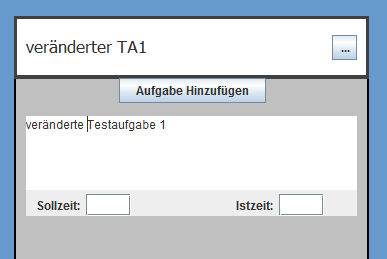 veränderter TA1
...
Aufgabe Hinzufügen
veränderte Testaufgabe 1
Sollzeit: Istzeit: